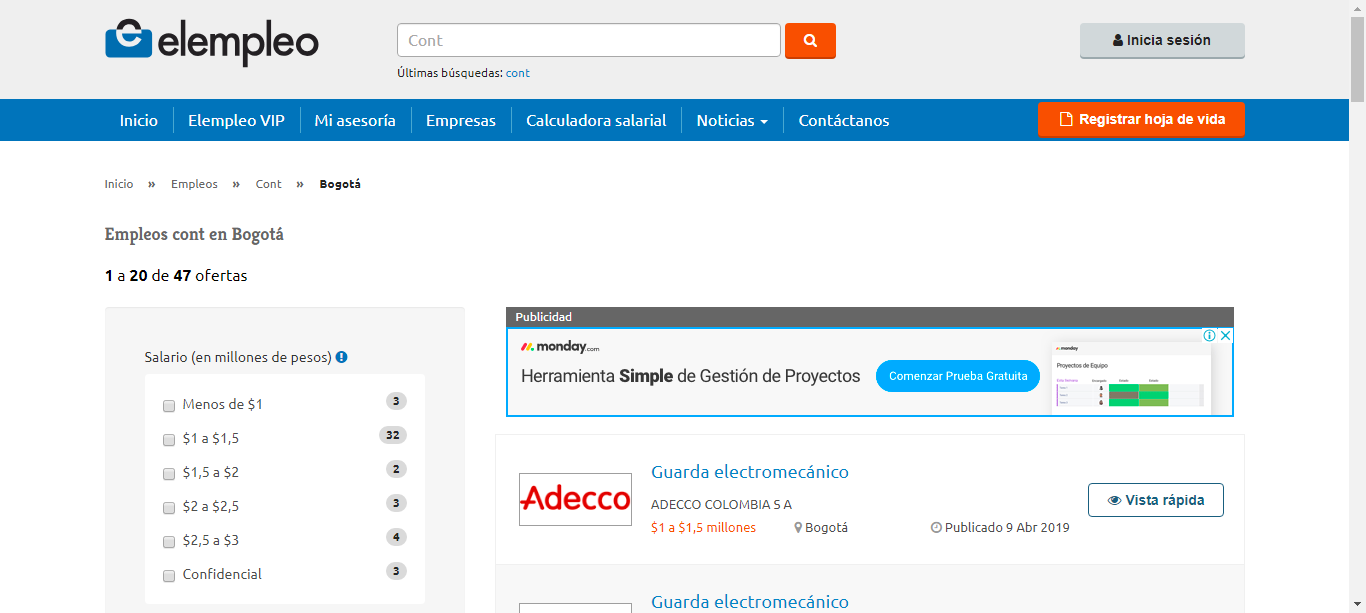 elempleo
Cont
Inicia sesión
Últimas búsquedas: cont
Inicio
Elempleo VIP
Mi asesoría
Empresas
Calculadora salarial
Noticias
Contáctanos
Registrar hoja de vida
Inicio » Empleos » Cont » Bogotá
Empleos cont en Bogotá
1 a 20 de 47 ofertas
Salario (en millones de pesos)
Menos de $1 3
$1 a $1,5 32
$1,5 a $2 2
$2 a $2,5 3
$2,5 a $3 4
Confidencial 3
Publicidad
monday.com
Herramienta Simple de Gestión de Proyectos
Comenzar Prueba Gratuita
monday
Proyectos de Equipo
Adecco
Guarda electromecánico
ADECCO COLOMBIA S A
$1 a $1,5 millones
Bogotá
Publicado 9 Abr 2019
Vista rápida
Guarda electromecánico